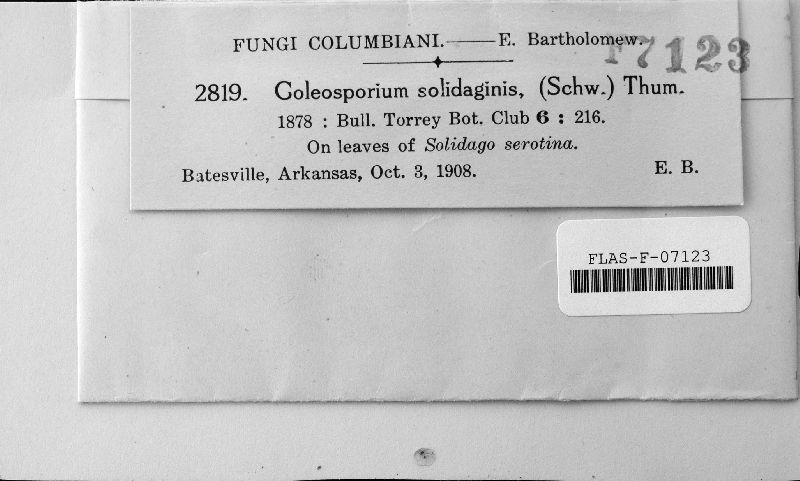 FUNGI COLUMBIANI.——E. Bartholomew.
F7123
2819. Coleosporium solidaginis, (Schw.) Thum.
1878 : Bull. Torrey Bot. Club 6 : 216.
On leaves of Solidago serotina.
Batesville, Arkansas, Oct. 3, 1908. E. B.
FLAS-F-07123